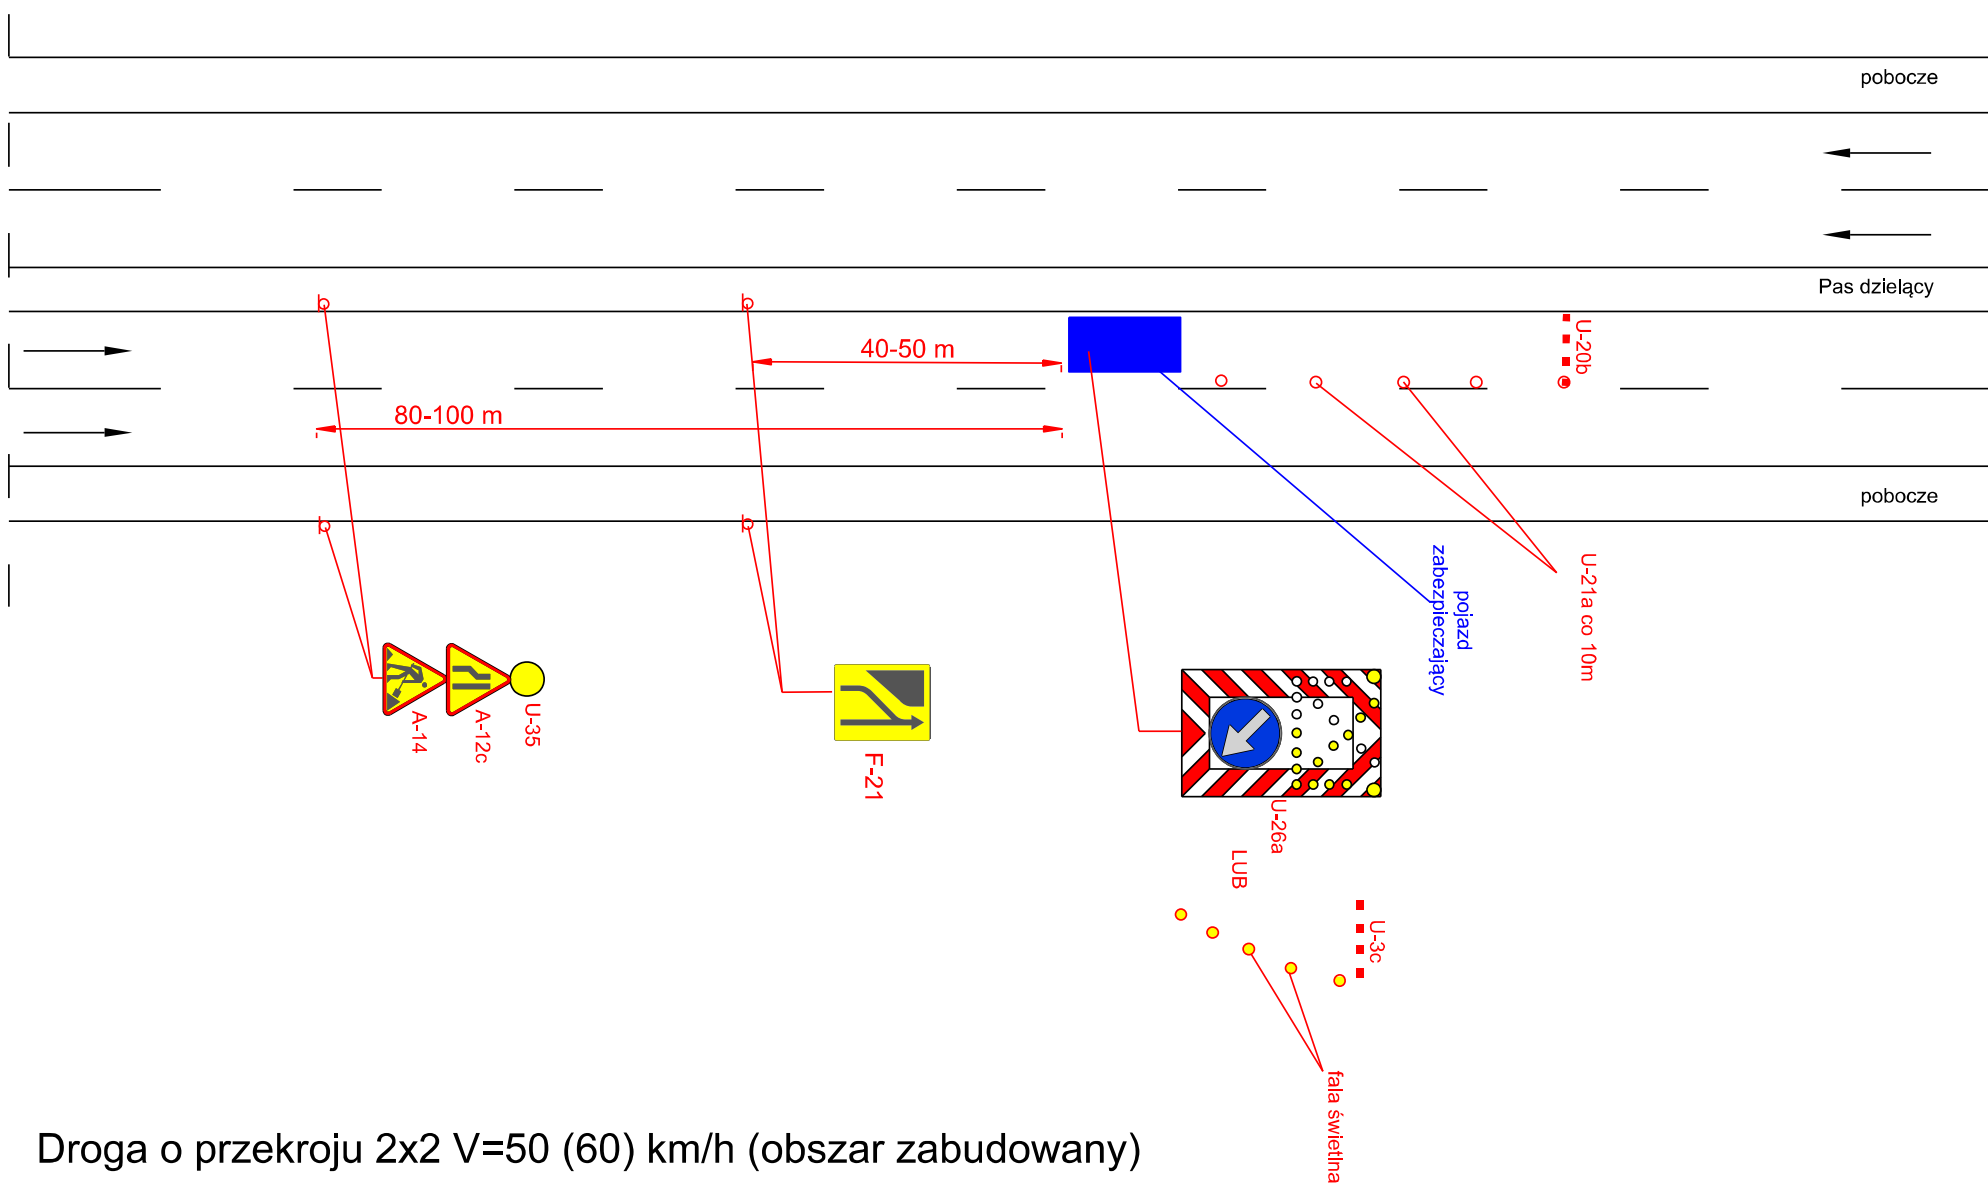 pobocze
Pas dzielący
U-20b
40-50 m
80-100 m
pobocze
pojazd
zabezpieczający
U-21a co 10m
A-14
A-12c
U-35
F-21
U-26a
LUB
U-3c
fala świetlna
Droga o przekroju 2x2 V=50 (60) km/h (obszar zabudowany)